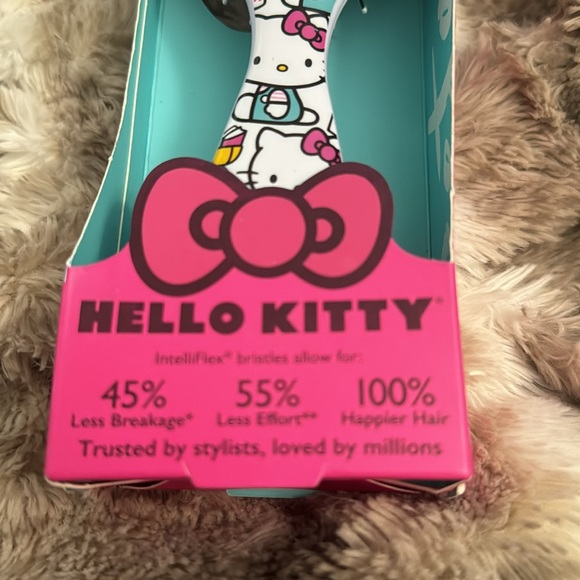 HELLO KITTY®
IntelliFlex® bristles allow for:
45% 55% 100%
Less Breakage* Less Effort** Happier Hair
Trusted by stylists, loved by millions